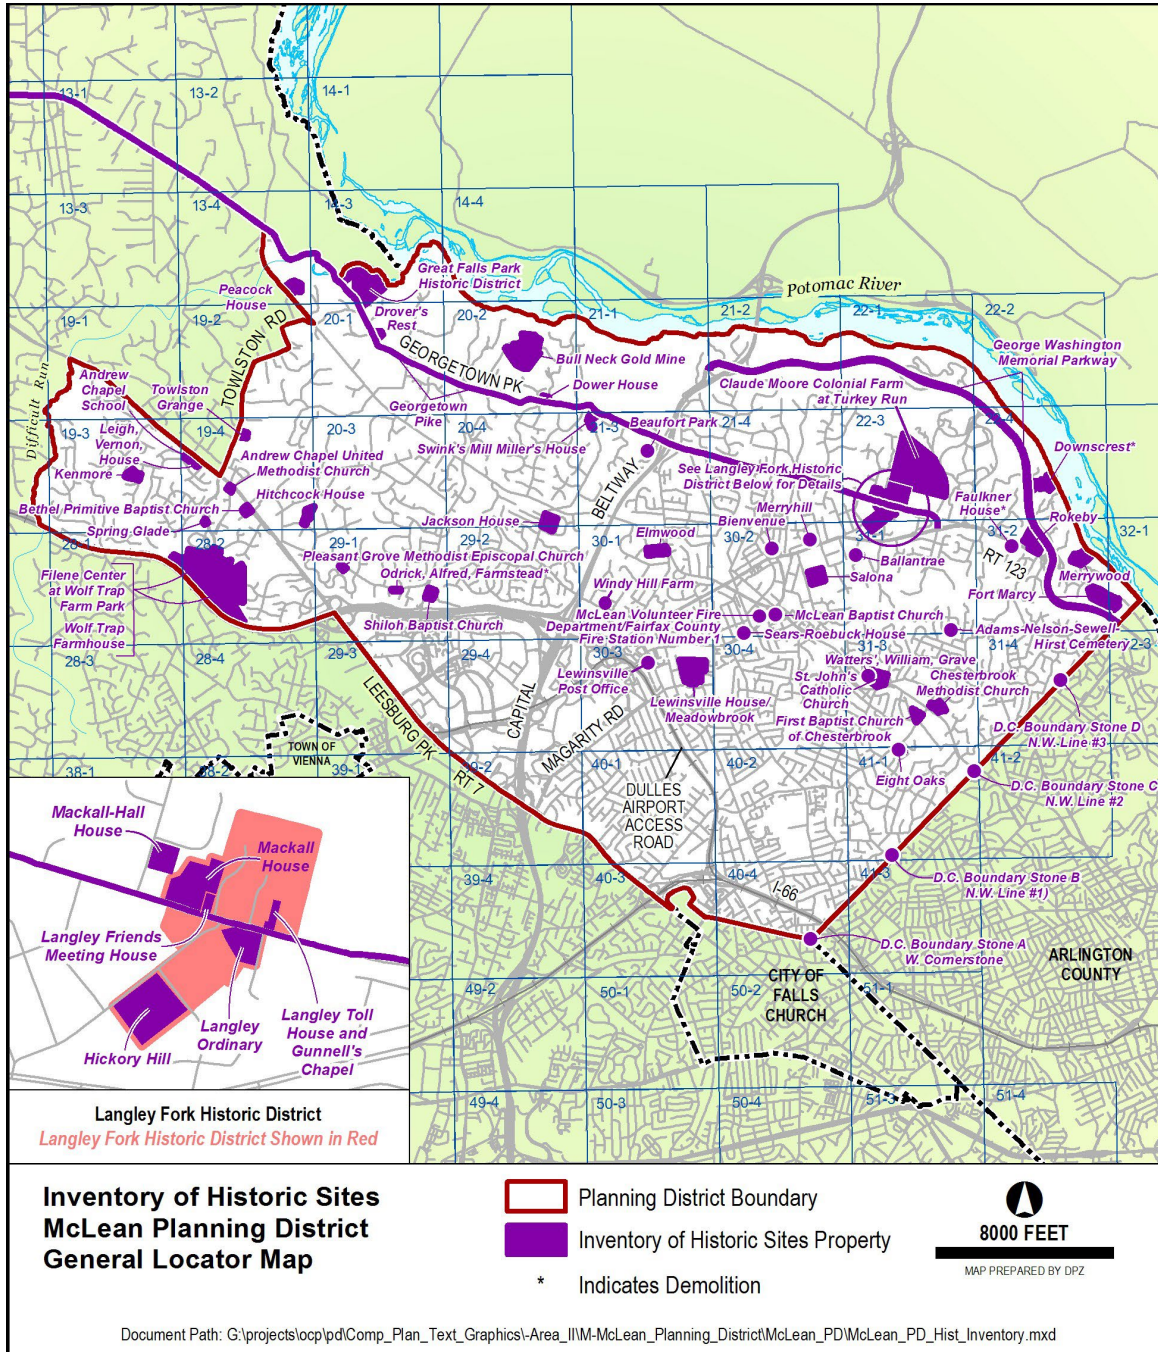 13-1
13-2
14-1
13-3
13-4
14-3
14-4
Great Falls Park
Historic District
Peacock
House
Potomac River
19-1
19-2
20-1
20-2
21-1
21-2
22-1
22-2
Drover's
Rest
TOWLSTON RD
GEORGETOWN PK
Bull Neck Gold Mine
George Washington
Memorial Parkway
Difficult Run
Andrew
Chapel
School
Towlston
Grange
Dower House
Claude Moore Colonial Farm
at Turkey Run
Georgetown
Pike
19-3
19-4
20-3
20-4
21-3
21-4
22-3
22-4
Beaufort Park
Leigh,
Vernon,
House
Swink's Mill Miller's House
Downscrest*
Andrew Chapel United
Methodist Church
Kenmore
BELTWAY
See Langley Fork Historic
District Below for Details
Hitchcock House
Faulkner
House*
Bethel Primitive Baptist Church
Merryhill
Rokeby
Spring Glade
Jackson House
Bienvenue
28-1
28-2
29-1
29-2
30-1
30-2
31-1
31-2
32-1
Elmwood
Pleasant Grove Methodist Episcopal Church
RT 123
Ballantrae
Odrick, Alfred, Farmstead*
Salona
Merrywood
Filene Center
at Wolf Trap
Farm Park
Windy Hill Farm
Fort Marcy
McLean Volunteer Fire
Department/Fairfax County
Fire Station Number 1
McLean Baptist Church
Wolf Trap
Farmhouse
Shiloh Baptist Church
Sears-Roebuck House
Adams-Nelson-Sewell-
Hirst Cemetery
28-3
28-4
29-3
29-4
30-3
30-4
31-3
31-4
32-3
Lewinsville
Post Office
Watters', William, Grave
St. John's
Catholic
Church
Chesterbrook
Methodist Church
LEESBURG PK
CAPITAL
Lewinsville House/
Meadowbrook
MAGARITY RD
First Baptist Church
of Chesterbrook
D.C. Boundary Stone D
N.W. Line #3
TOWN OF
VIENNA
38-1
38-2
39-1
39-2
RT 7
40-1
40-2
41-1
41-2
Eight Oaks
D.C. Boundary Stone C
N.W. Line #2
DULLES
AIRPORT
ACCESS
ROAD
39-4
40-3
40-4
41-3
I-66
D.C. Boundary Stone B
N.W. Line #1)
D.C. Boundary Stone A
W. Cornerstone
ARLINGTON
COUNTY
CITY OF
FALLS
CHURCH
49-2
50-1
50-2
51-1
49-4
50-3
50-4
51-3
51-4
Mackall-Hall
House
Mackall
House
Langley Friends
Meeting House
Langley
Ordinary
Langley Toll
House and
Gunnell's
Chapel
Hickory Hill
Langley Fork Historic District
Langley Fork Historic District Shown in Red
Inventory of Historic Sites
McLean Planning District
General Locator Map
Planning District Boundary
Inventory of Historic Sites Property
* Indicates Demolition
8000 FEET
MAP PREPARED BY DPZ
Document Path: G:\projects\ocp\pd\Comp_Plan_Text_Graphics\-Area_II\M-McLean_Planning_District\McLean_PD\McLean_PD_Hist_Inventory.mxd